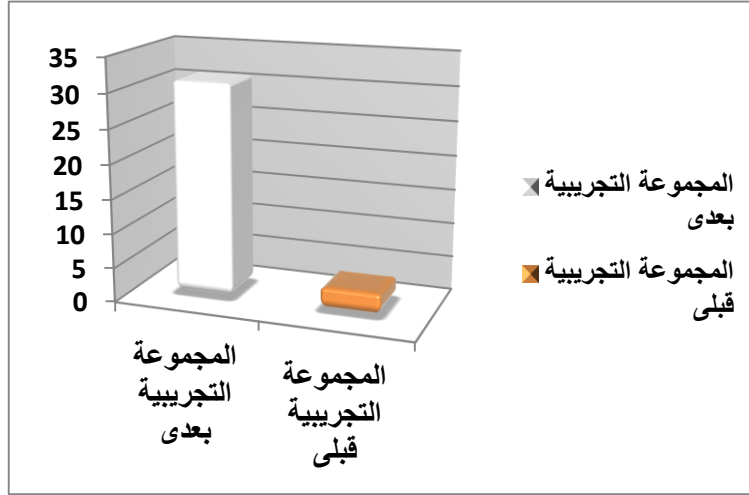 35
30
25
20
15
10
5
0
المجموعة
التجريبية
بعدى
المجموعة
التجريبية
قبلى
المجموعة التجريبية
بعدى
المجموعة التجريبية
قبلى